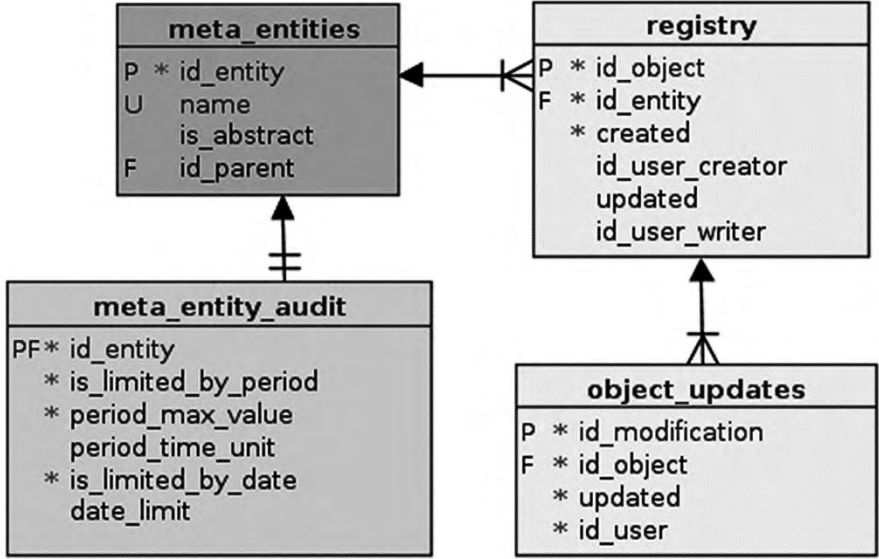 meta_entities
P * id_entity
U name
is_abstract
F id_parent
registry
P * id_object
F * id_entity
* created
id_user_creator
updated
id_user_writer
meta_entity_audit
PF* id_entity
* is_limited_by_period
* period_max_value
period_time_unit
* is_limited_by_date
date_limit
object_updates
P * id_modification
F * id_object
* updated
* id_user